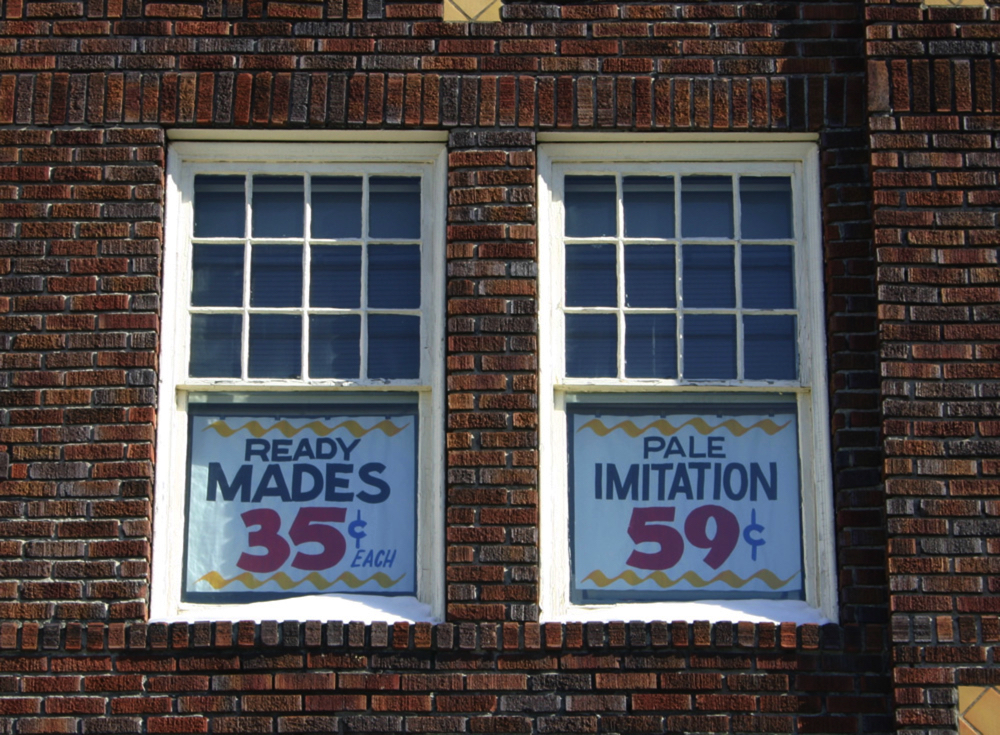 READY
MADES
35¢
EACH
PALE
IMITATION
59¢